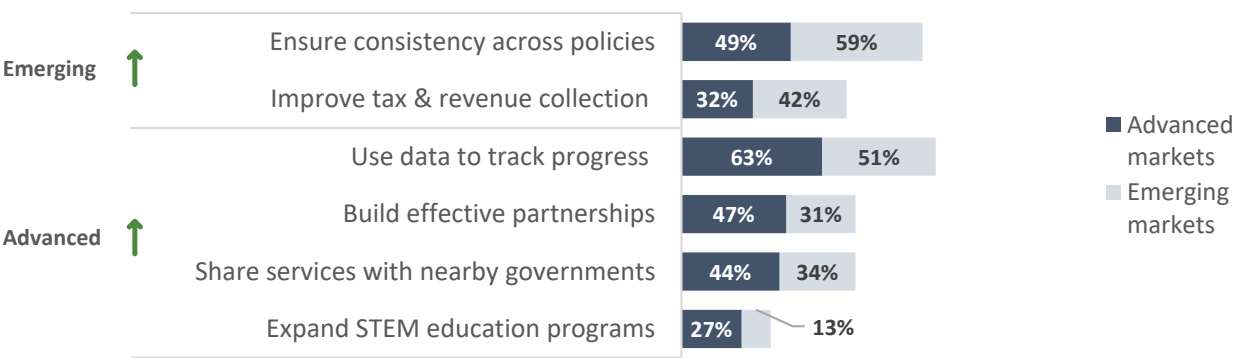 Emerging ↑
Ensure consistency across policies 49% 59%
Improve tax & revenue collection 32% 42%
Advanced ↑
Use data to track progress 63% 51%
Build effective partnerships 47% 31%
Share services with nearby governments 44% 34%
Expand STEM education programs 27% 13%
Advanced
markets
Emerging
markets